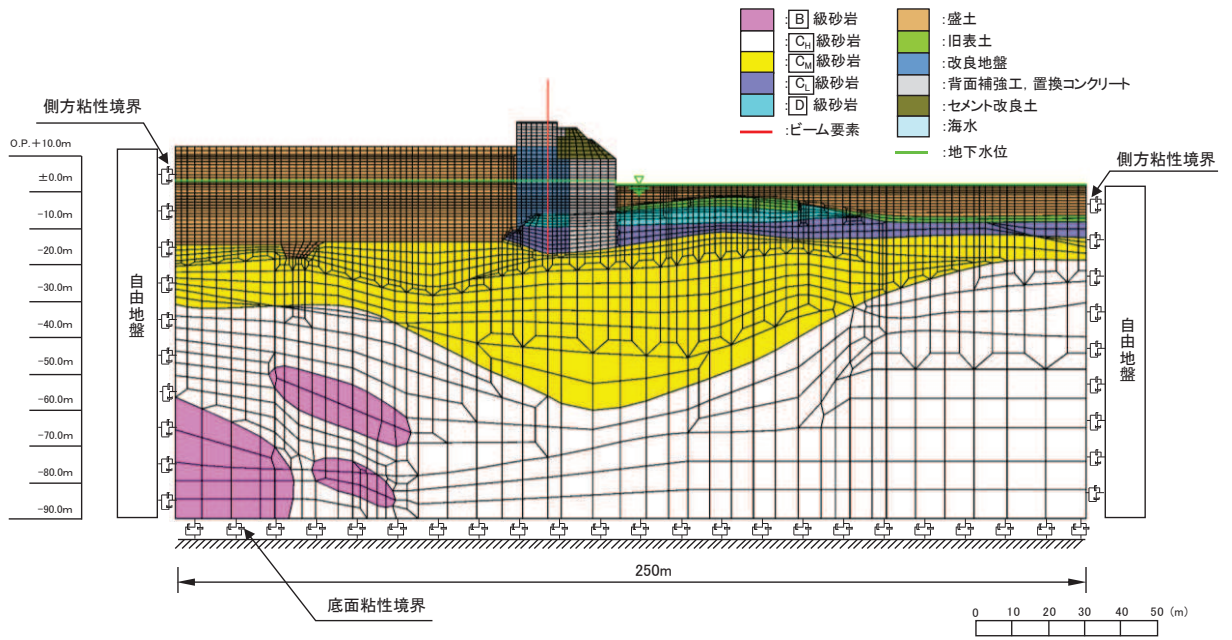 :B 級砂岩
:CH 級砂岩
:CM 級砂岩
:CL 級砂岩
:D 級砂岩
:ビーム要素
:盛土
:旧表土
:改良地盤
:背面補強工，置換コンクリート
:セメント改良土
:海水
:地下水位
側方粘性境界
側方粘性境界
O.P.+10.0m
±0.0m
-10.0m
-20.0m
-30.0m
-40.0m
-50.0m
-60.0m
-70.0m
-80.0m
-90.0m
自由地盤
自由地盤
250m
底面粘性境界
0 10 20 30 40 50 (m)